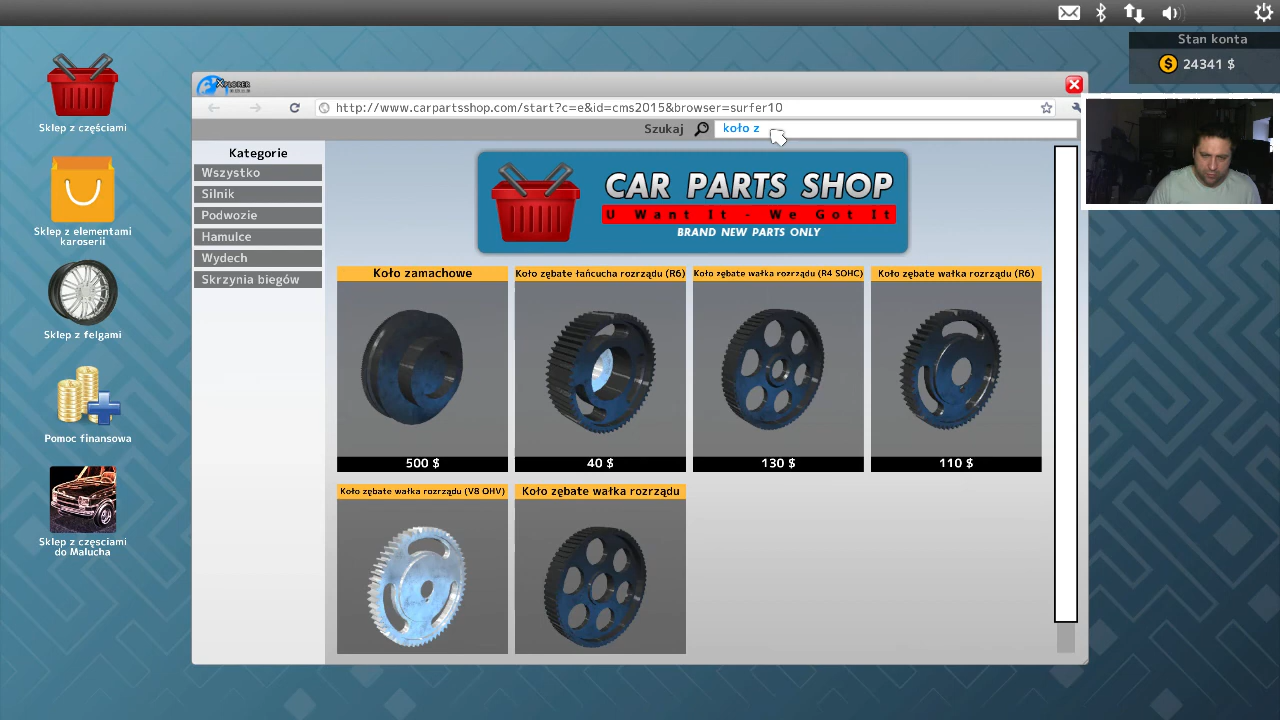 Stan konta
24341 $
Sklep z częściami
Sklep z elementami
karoserii
Sklep z felgami
Pomoc finansowa
Sklep z częsciami
do Malucha
http://www.carpartsshop.com/start?c=e&id=cms2015&browser=surfer10
Szukaj
koło z
Kategorie
Wszystko
Silnik
Podwozie
Hamulce
Wydech
Skrzynia biegów
CAR PARTS SHOP
U Want It - We Got It
BRAND NEW PARTS ONLY
Koło zamachowe
500 $
Koło zębate łańcucha rozrządu (R6)
40 $
Koło zębate wałka rozrządu (R4 SOHC)
130 $
Koło zębate wałka rozrządu (R6)
110 $
Koło zębate wałka rozrządu (V8 OHV)
Koło zębate wałka rozrządu